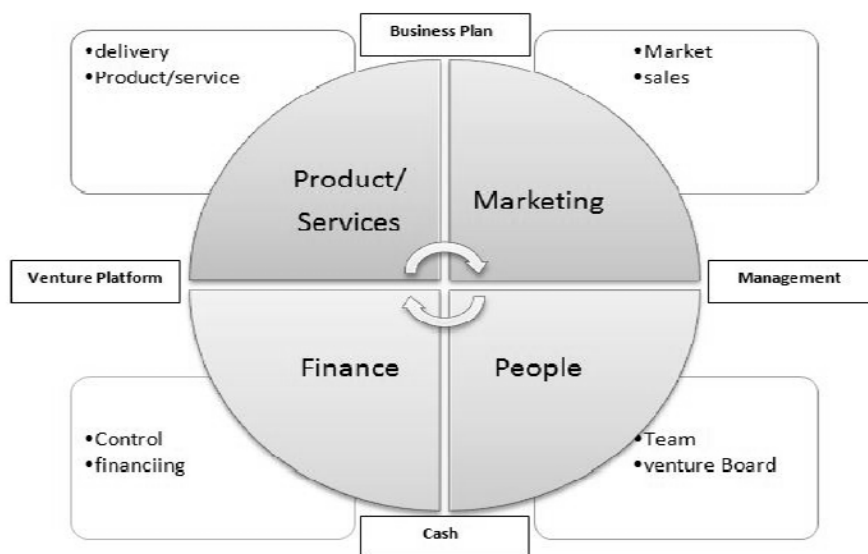 Business Plan
•delivery
•Product/service
•Market
•sales
Product/
Services
Marketing
Venture Platform
Management
Finance
People
•Control
•financiing
•Team
•venture Board
Cash